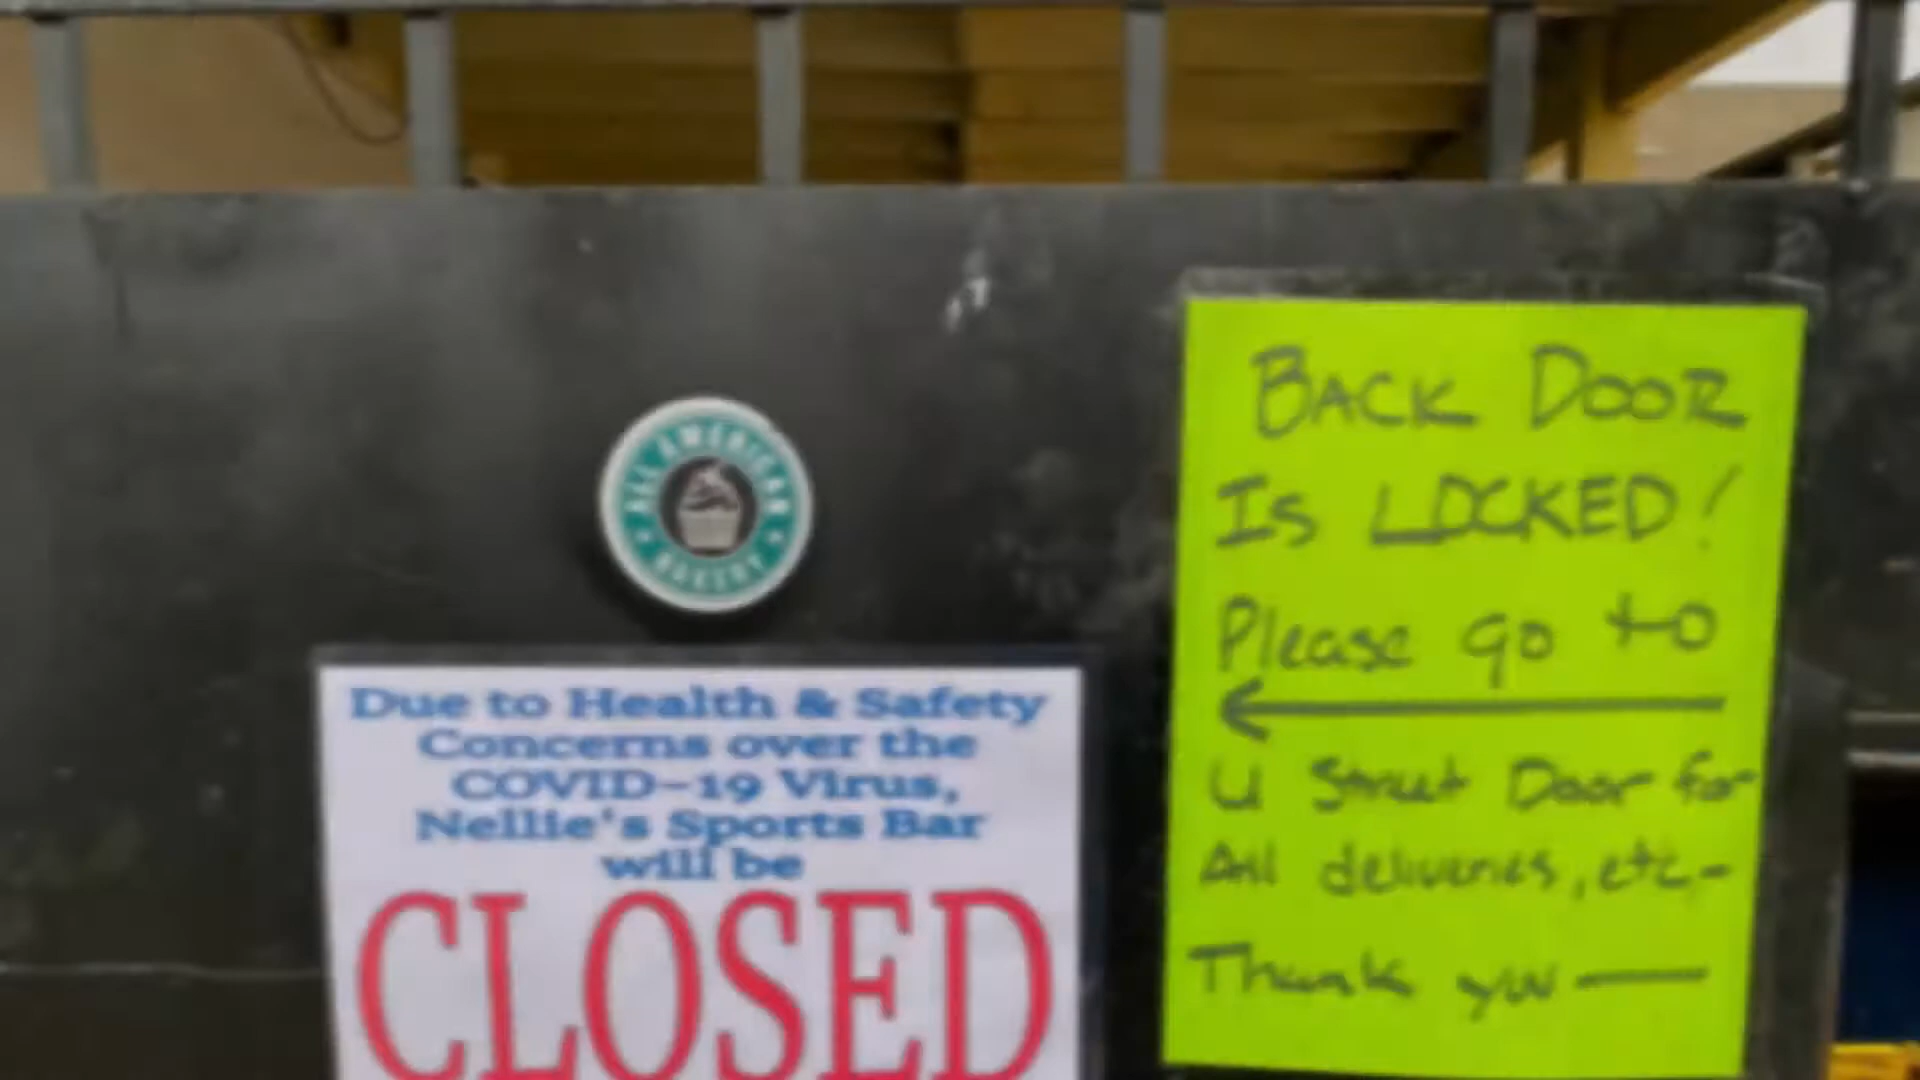 ALL AMERICAN
BAKERY
Due to Health & Safety
Concerns over the
COVID-19 Virus,
Nellie's Sports Bar
will be
CLOSED
BACK DOOR
IS LOCKED!
Please go to
←
U Street Door for
All deliveries, etc.-
Thank you —